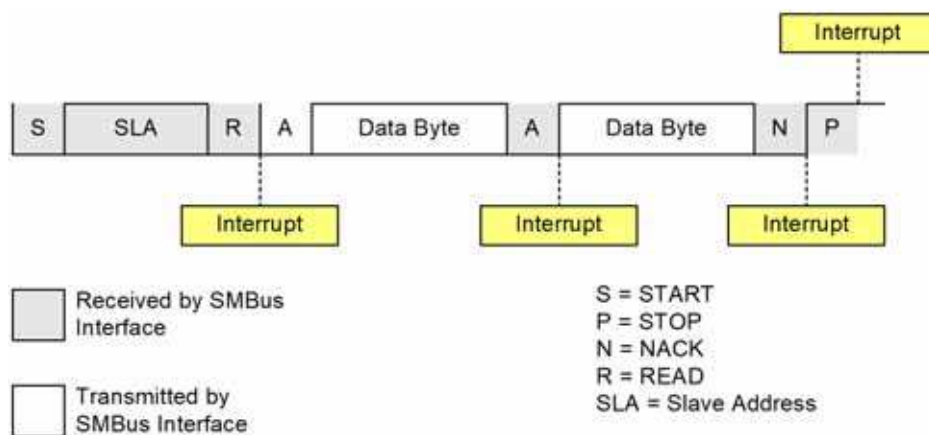 Interrupt
S SLA R A Data Byte A Data Byte N P
Interrupt Interrupt Interrupt
Received by SMBus
Interface
Transmitted by
SMBus Interface
S = START
P = STOP
N = NACK
R = READ
SLA = Slave Address